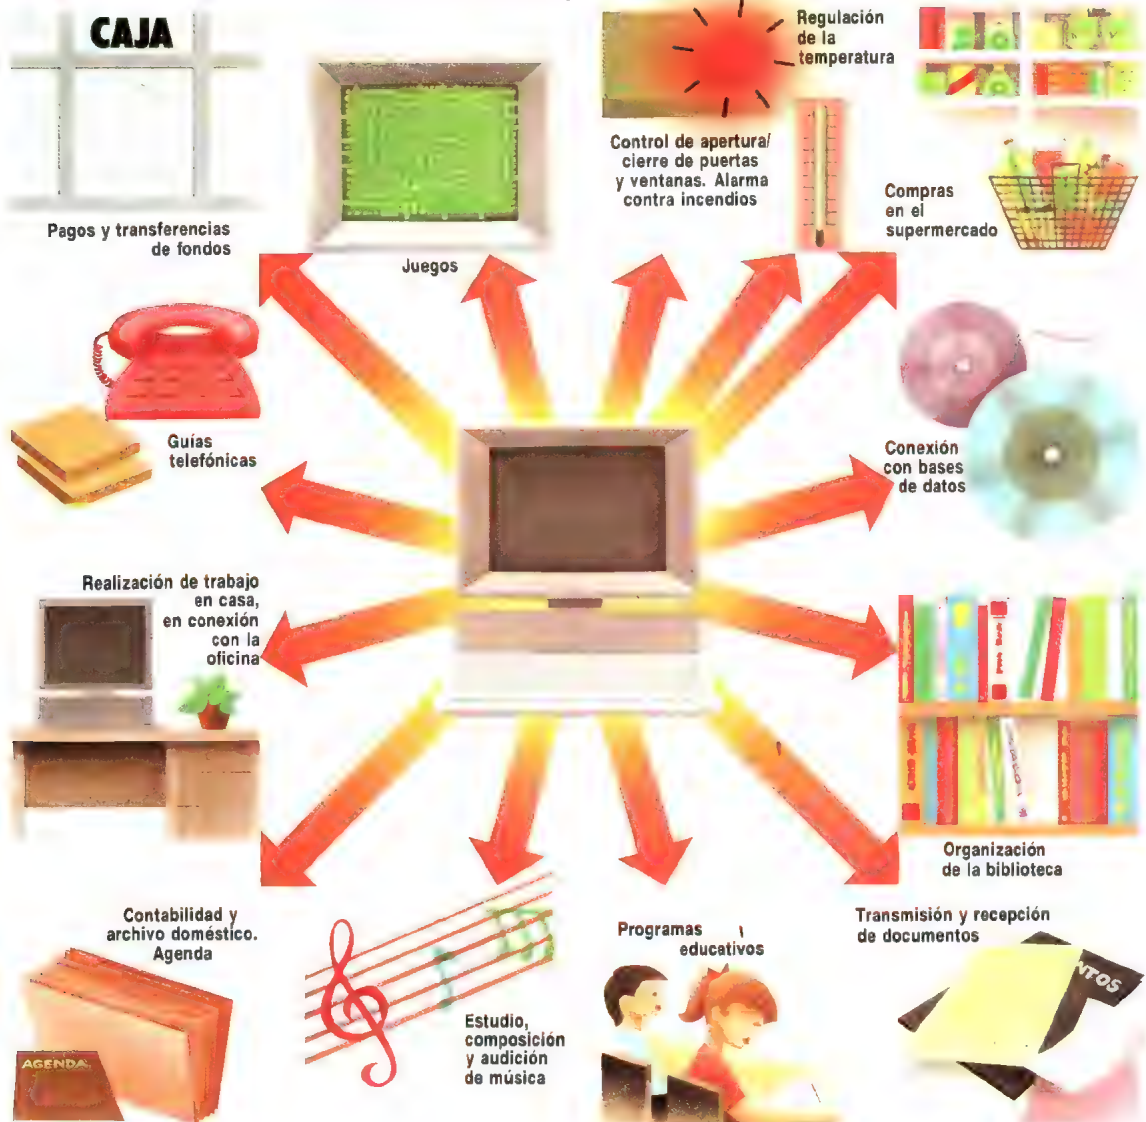 CAJA
Pagos y transferencias
de fondos
Juegos
Control de apertura/
cierre de puertas
y ventanas. Alarma
contra incendios
Regulación
de la
temperatura
Compras
en el
supermercado
Guías
telefónicas
Conexión
con bases
de datos
Realización de trabajo
en casa,
en conexión
con la
oficina
Organización
de la biblioteca
Contabilidad y
archivo doméstico.
Agenda
AGENDA
Estudio,
composición
y audición
de música
Programas
educativos
Transmisión y recepción
de documentos
NTOS